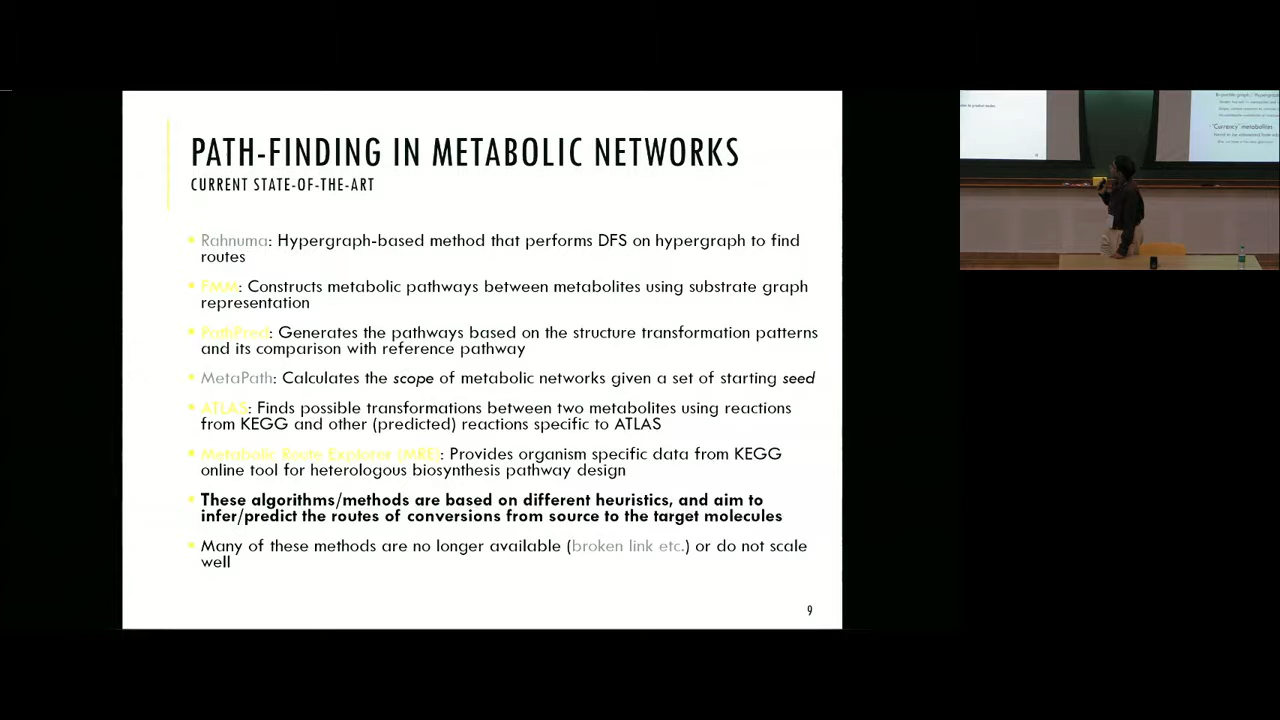 PATH-FINDING IN METABOLIC NETWORKS
CURRENT STATE-OF-THE-ART
Rahnuma: Hypergraph-based method that performs DFS on hypergraph to find
routes
FMM: Constructs metabolic pathways between metabolites using substrate graph
representation
PathPred: Generates the pathways based on the structure transformation patterns
and its comparison with reference pathway
MetaPath: Calculates the scope of metabolic networks given a set of starting seed
ATLAS: Finds possible transformations between two metabolites using reactions
from KEGG and other (predicted) reactions specific to ATLAS
Metabolic Route Explorer (MRE): Provides organism specific data from KEGG
online tool for heterologous biosynthesis pathway design
These algorithms/methods are based on different heuristics, and aim to
infer/predict the routes of conversions from source to the target molecules
Many of these methods are no longer available (broken link etc.) or do not scale
well
9
"Currency" metabolites